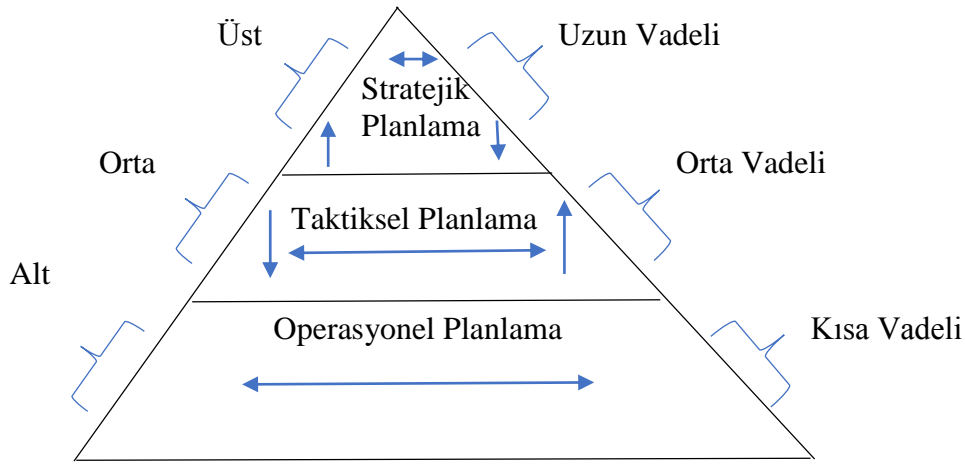 Üst
Uzun Vadeli
Stratejik
Planlama
Orta
Orta Vadeli
Taktiksel Planlama
Alt
Operasyonel Planlama
Kısa Vadeli